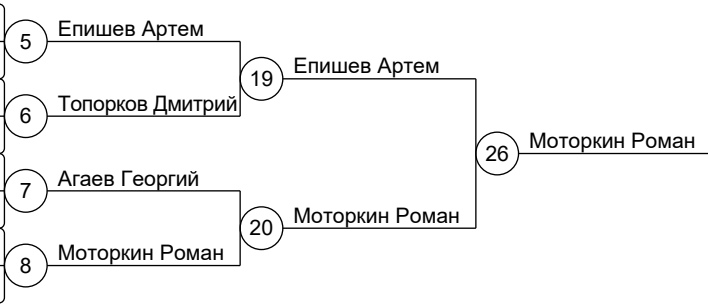 5 Епишев Артем
19 Епишев Артем
6 Топорков Дмитрий
26 Моторкин Роман
7 Агаев Георгий
20 Моторкин Роман
8 Моторкин Роман